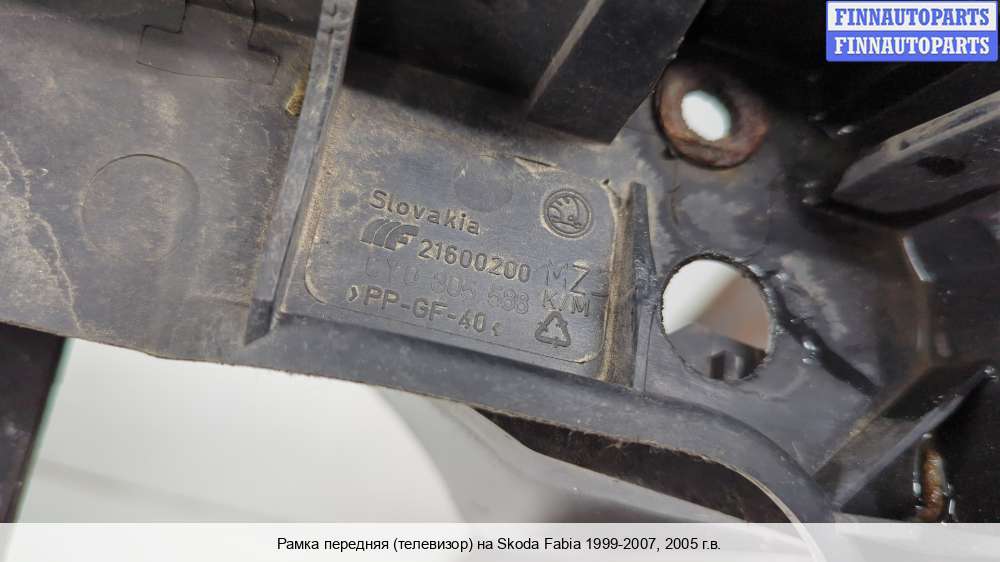 FINNAUTOPARTS
FINNAUTOPARTS
Slovakia
21600200 MZ
805 588 K/M
>PP-GF-40<
Рамка передняя (телевизор) на Skoda Fabia 1999-2007, 2005 г.в.